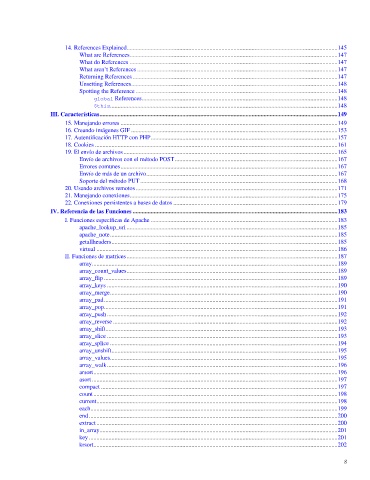 14. References Explained 145
What are References 147
What do References 147
What aren't References 147
Returning References 147
Unsetting References 148
Spotting the Reference 148
global References 148
$this 148
III. Características 149
15. Manejando errores 149
16. Creando imágenes GIF 153
17. Autentificación HTTP con PHP 157
18. Cookies 161
19. El envío de archivos 165
Envío de archivos con el método POST 167
Errores comunes 167
Envío de más de un archivo 167
Soporte del método PUT 168
20. Usando archivos remotos 171
21. Manejando conexiones 175
22. Conexiones persistentes a bases de datos 179
IV. Referencia de las Funciones 183
I. Funciones específicas de Apache 183
apache_lookup_uri 185
apache_note 185
getallheaders 185
virtual 186
II. Funciones de matrices 187
array 189
array_count_values 189
array_flip 189
array_keys 190
array_merge 190
array_pad 191
array_pop 191
array_push 192
array_reverse 192
array_shift 193
array_slice 193
array_splice 194
array_unshift 195
array_values 195
array_walk 196
arsort 196
asort 197
compact 197
count 198
current 198
each 199
end 200
extract 200
in_array 201
key 201
krsort 202
8